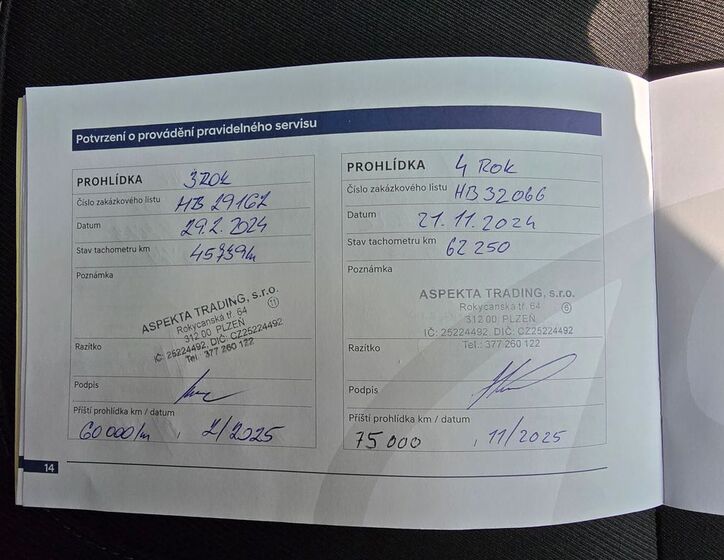 Potvrzení o provádění pravidelného servisu
PROHLÍDKA 3 ROK
Číslo zakázkového listu HB 29167
Datum 29.2. 2024
Stav tachometru km 45739 km
Poznámka
ASPEKTA TRADING, s.r.o.
Rokycanská tř. 64 11
312 00 PLZEŇ
IČ: 25224492, DIČ: CZ25224492
Razítko Tel.: 377 260 122
Podpis
Příští prohlídka km / datum
60 000 km , 2/2025
PROHLÍDKA 4 ROK
Číslo zakázkového listu HB 32066
Datum 21.11.2024
Stav tachometru km 62 250
Poznámka
ASPEKTA TRADING, s.r.o.
Rokycanská tř. 64 6
312 00 PLZEŇ
IČ: 25224492, DIČ: CZ25224492
Razítko Tel.: 377 260 122
Podpis
Příští prohlídka km / datum
75 000 , 11/2025
14